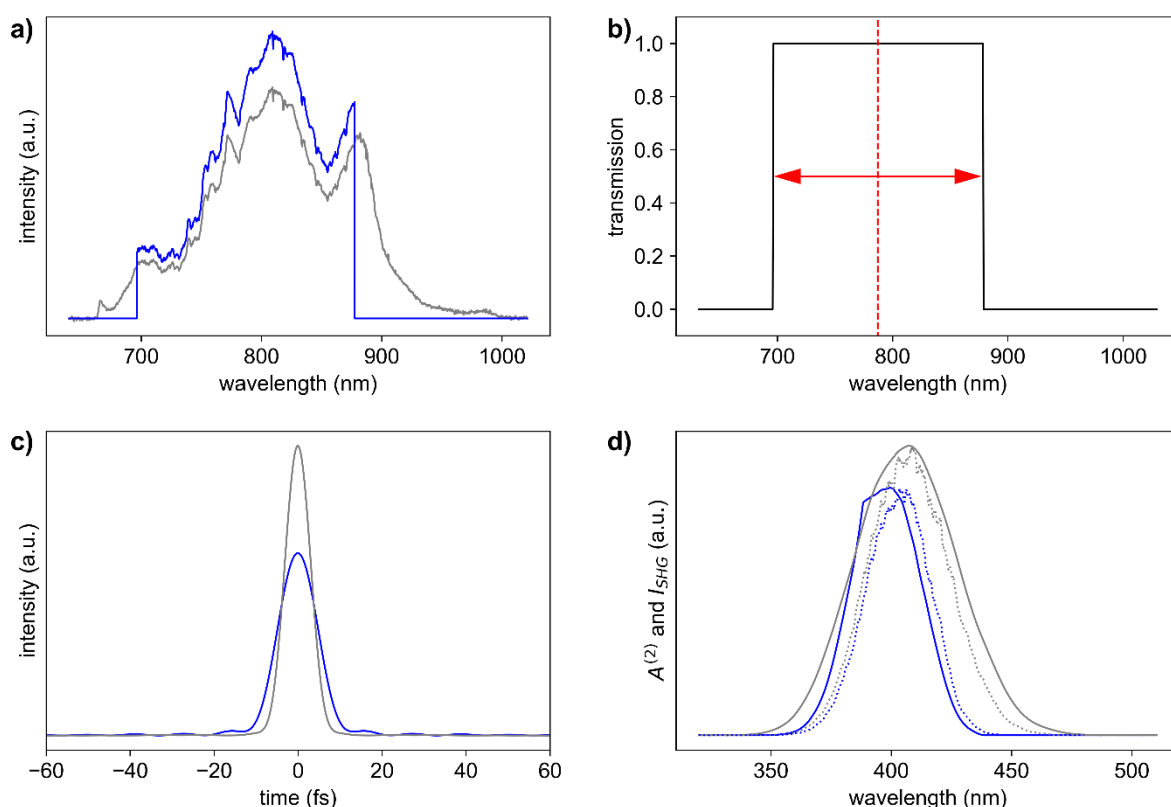 a)
intensity (a.u.)
700 800 900 1000
wavelength (nm)
b)
transmission
1.0
0.8
0.6
0.4
0.2
0.0
700 800 900 1000
wavelength (nm)
c)
intensity (a.u.)
−60 −40 −20 0 20 40 60
time (fs)
d)
A(2) and ISHG (a.u.)
350 400 450 500
wavelength (nm)